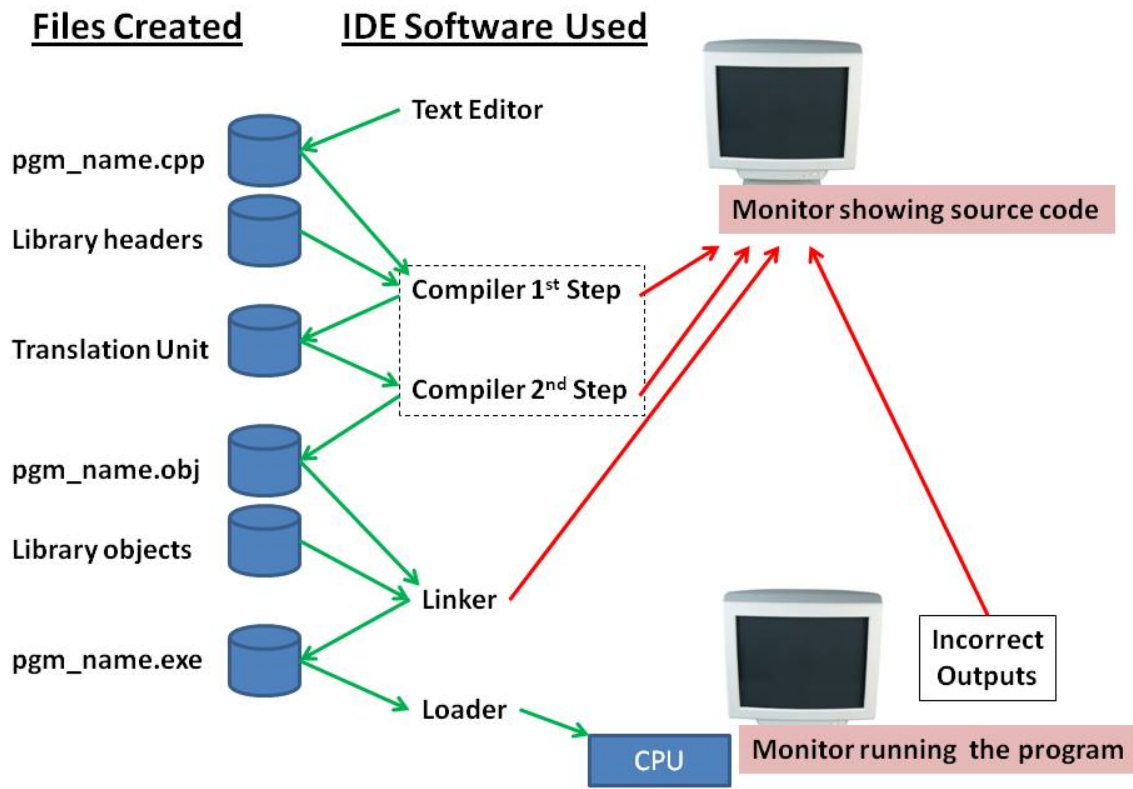 Files Created
IDE Software Used
Text Editor
pgm_name.cpp
Monitor showing source code
Library headers
Compiler 1st Step
Translation Unit
Compiler 2nd Step
pgm_name.obj
Library objects
Linker
pgm_name.exe
Incorrect
Outputs
Loader
CPU
Monitor running the program